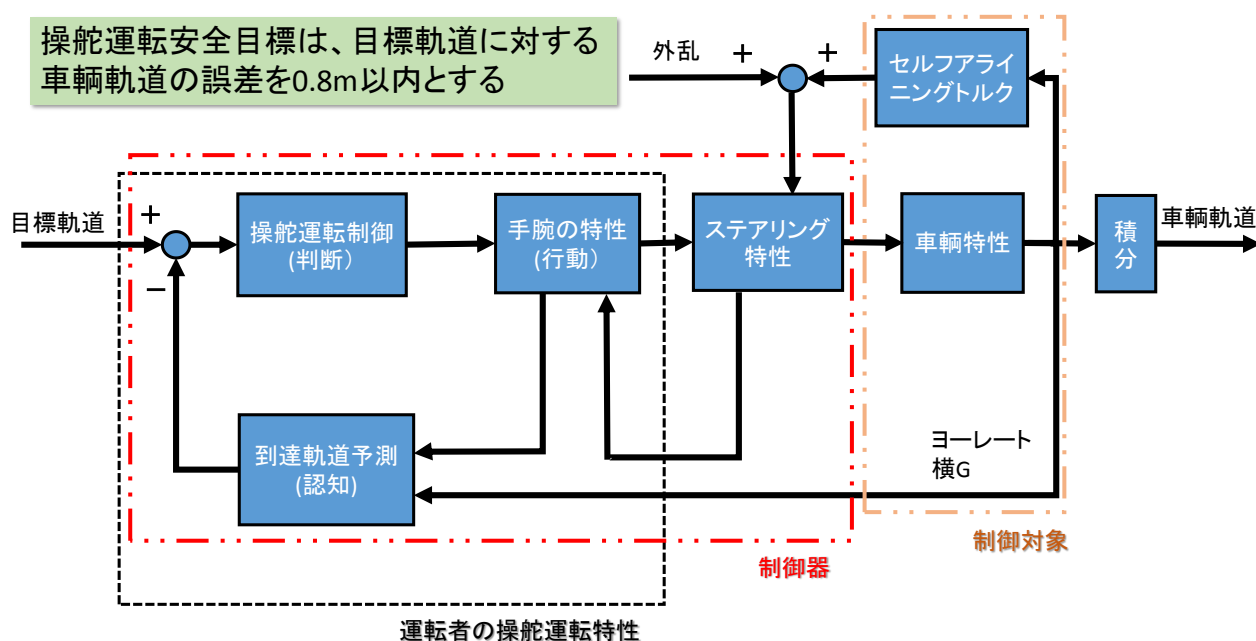 操舵運転安全目標は、目標軌道に対する
車輌軌道の誤差を0.8m以内とする
外乱
+
+
セルフアライ
ニングトルク
目標軌道
+
−
操舵運転制御
(判断）
手腕の特性
(行動）
ステアリング
特性
車輌特性
積
分
車輌軌道
到達軌道予測
(認知)
ヨーレート
横G
制御器
制御対象
運転者の操舵運転特性